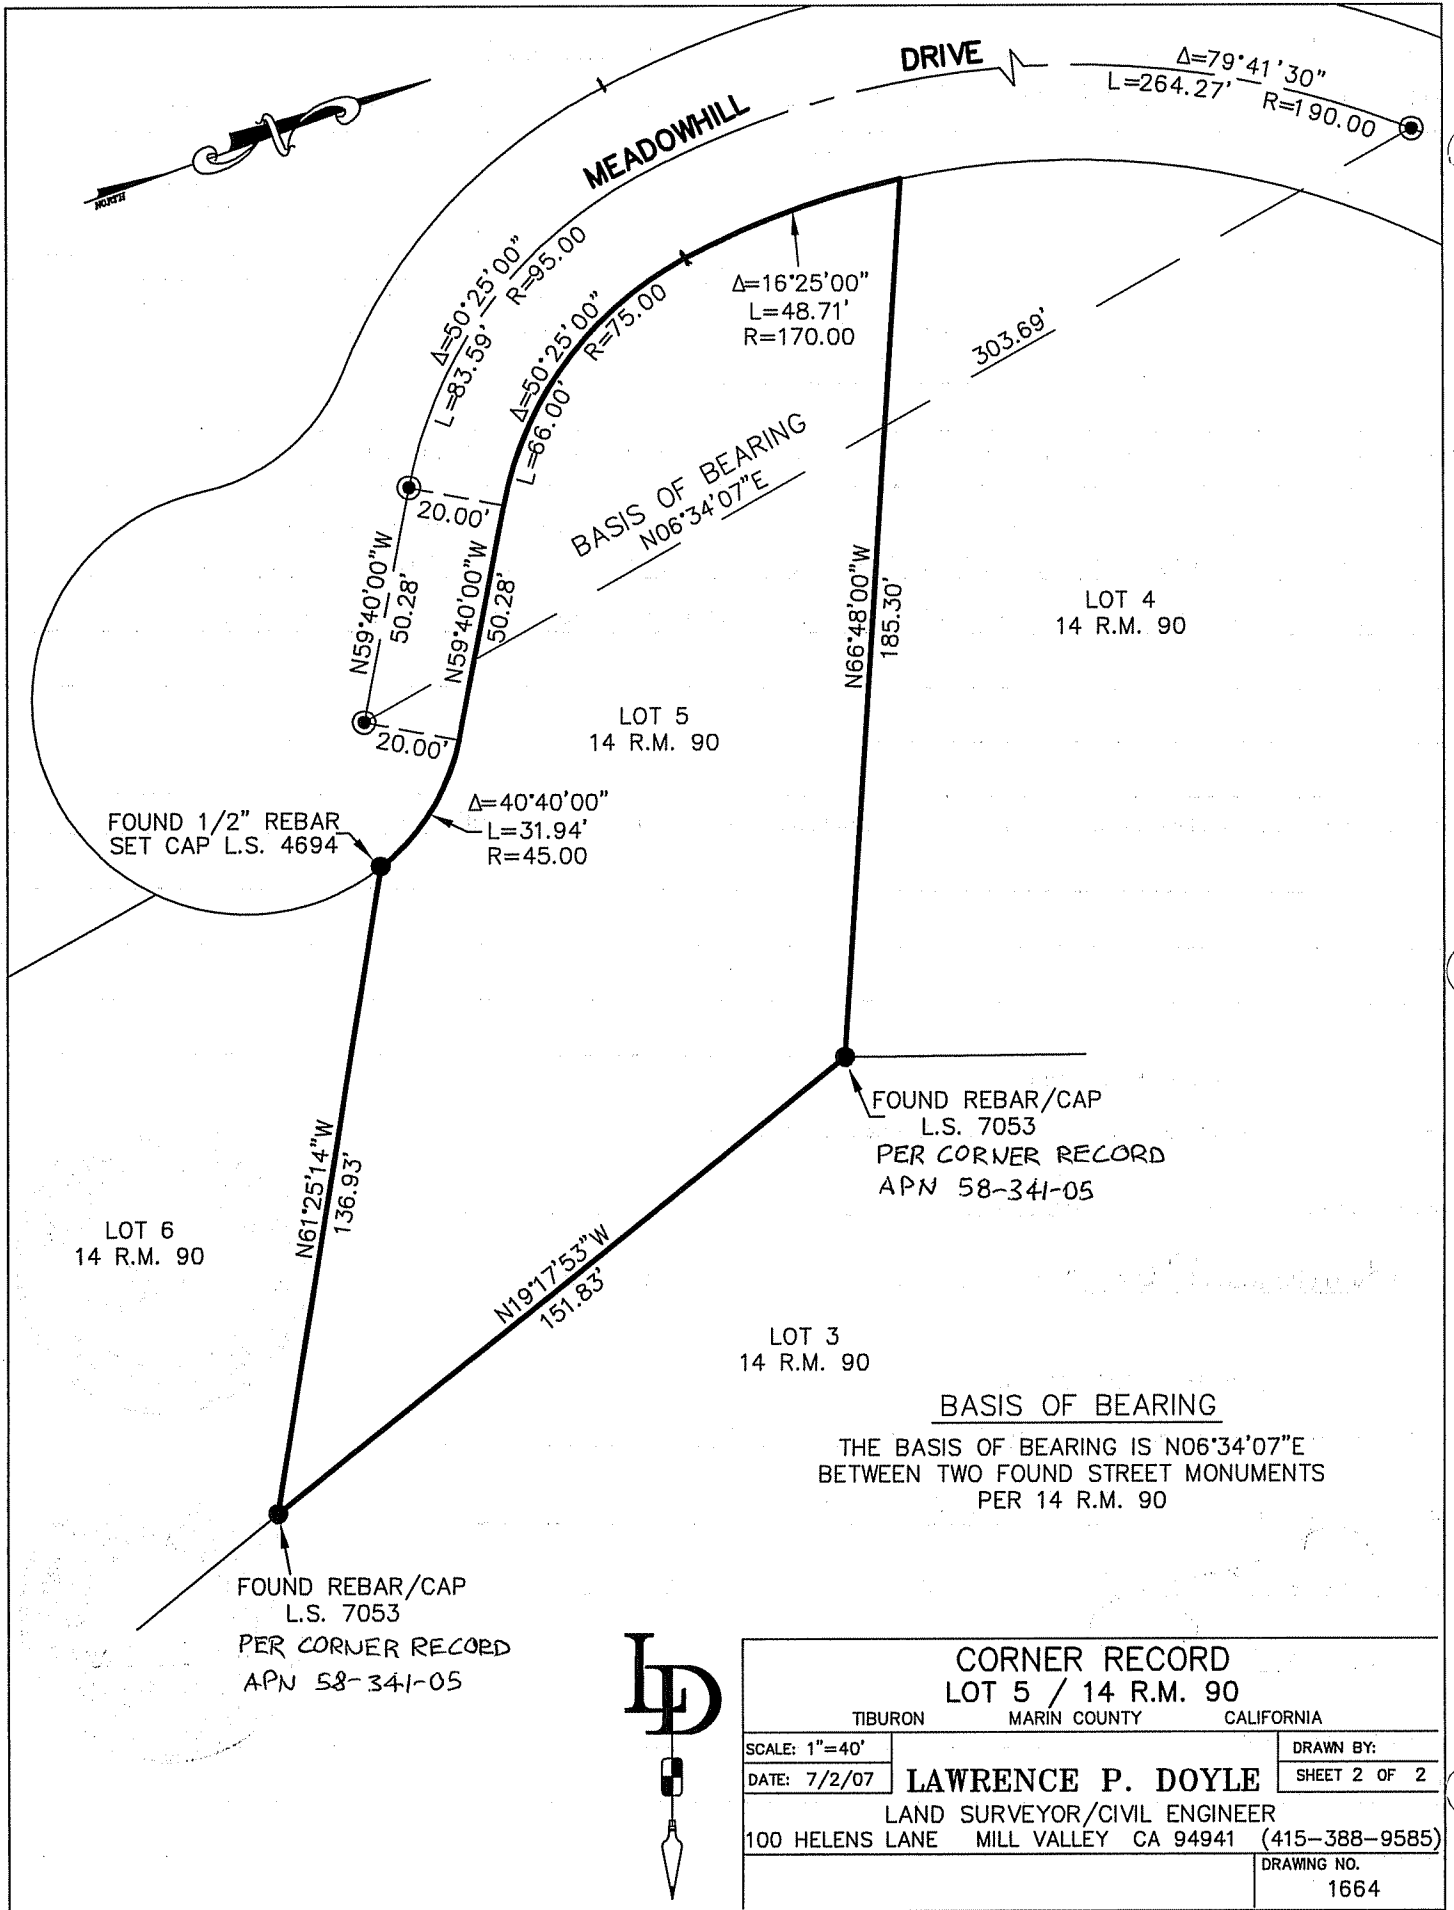 DRIVE
MEADOWHILL
Δ=79°41'30"
L=264.27' R=190.00
NORTH
Δ=50°25'00"
R=95.00
L=83.59'
Δ=50°25'00"
R=75.00
L=66.00'
Δ=16°25'00"
L=48.71'
R=170.00
303.69'
BASIS OF BEARING
N06°34'07"E
20.00'
N59°40'00"W
50.28'
N59°40'00"W
50.28'
N66°48'00"W
185.30'
LOT 4
14 R.M. 90
LOT 5
14 R.M. 90
20.00'
Δ=40°40'00"
L=31.94'
R=45.00
FOUND 1/2" REBAR
SET CAP L.S. 4694
FOUND REBAR/CAP
L.S. 7053
PER CORNER RECORD
APN 58-341-05
N61°25'14"W
136.93'
LOT 6
14 R.M. 90
N19°17'53"W
151.83'
LOT 3
14 R.M. 90
BASIS OF BEARING
THE BASIS OF BEARING IS N06°34'07"E
BETWEEN TWO FOUND STREET MONUMENTS
PER 14 R.M. 90
FOUND REBAR/CAP
L.S. 7053
PER CORNER RECORD
APN 58-341-05
LD
CORNER RECORD
LOT 5 / 14 R.M. 90
TIBURON MARIN COUNTY CALIFORNIA
SCALE: 1"=40'
DRAWN BY:
DATE: 7/2/07
LAWRENCE P. DOYLE
SHEET 2 OF 2
LAND SURVEYOR/CIVIL ENGINEER
100 HELENS LANE MILL VALLEY CA 94941 (415-388-9585)
DRAWING NO.
1664